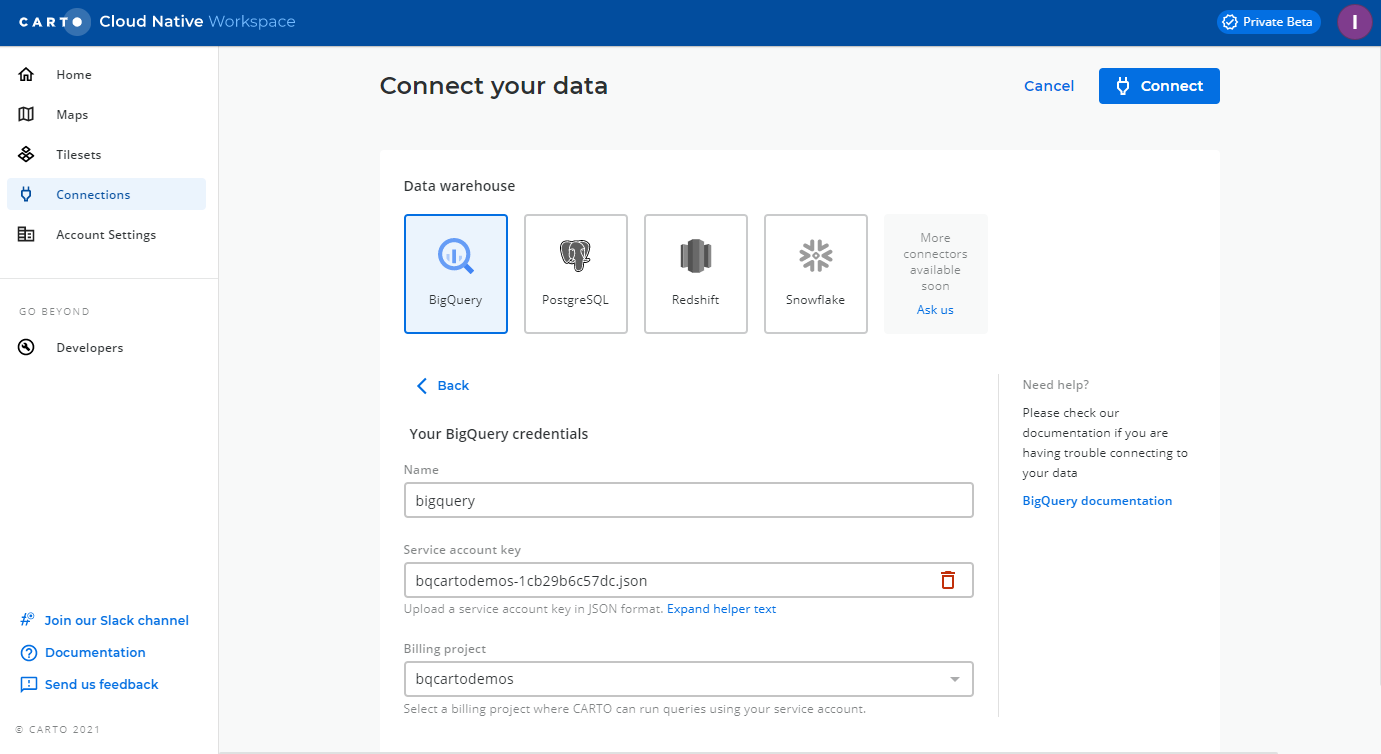 CARTO Cloud Native Workspace
Private Beta
I
Home
Maps
Tilesets
Connections
Account Settings
GO BEYOND
Developers
Join our Slack channel
Documentation
Send us feedback
© CARTO 2021
Connect your data
Cancel
Connect
Data warehouse
BigQuery
PostgreSQL
Redshift
Snowflake
More
connectors
available
soon
Ask us
Back
Your BigQuery credentials
Name
bigquery
Service account key
bqcartodemos-1cb29b6c57dc.json
Upload a service account key in JSON format. Expand helper text
Billing project
bqcartodemos
Select a billing project where CARTO can run queries using your service account.
Need help?
Please check our
documentation if you are
having trouble connecting to
your data
BigQuery documentation